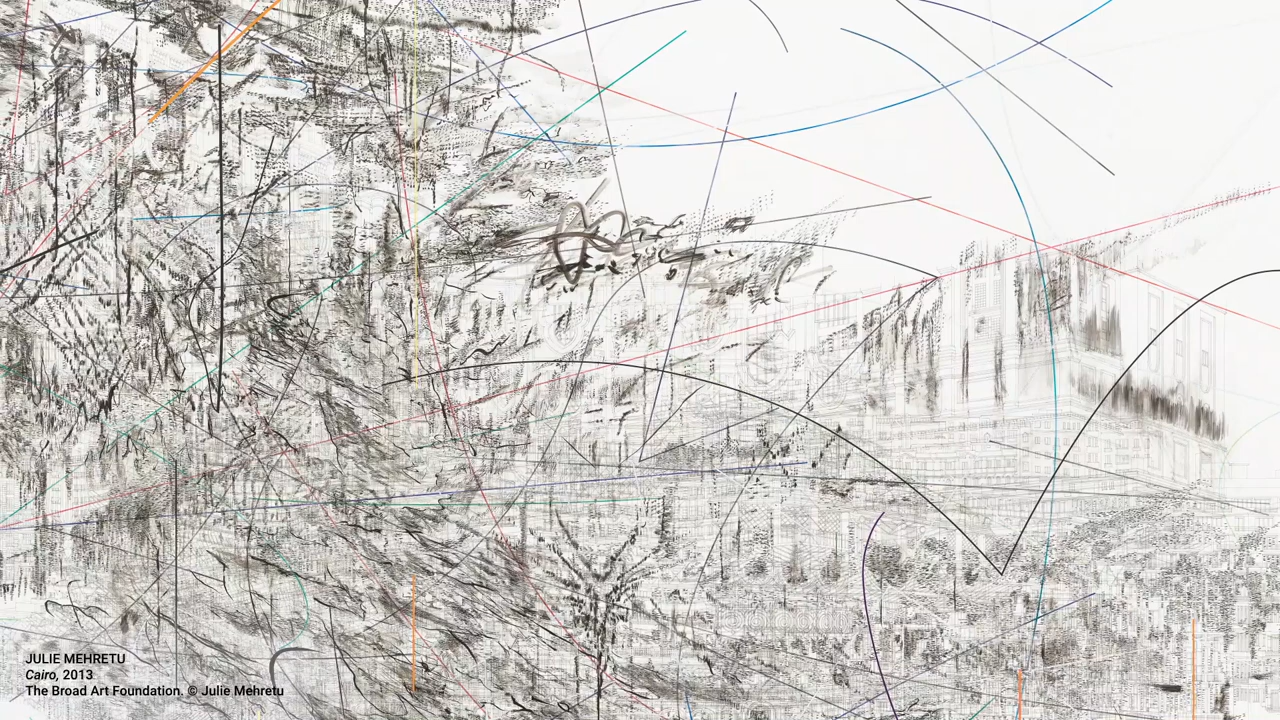 JULIE MEHRETU
Cairo, 2013
The Broad Art Foundation. © Julie Mehretu